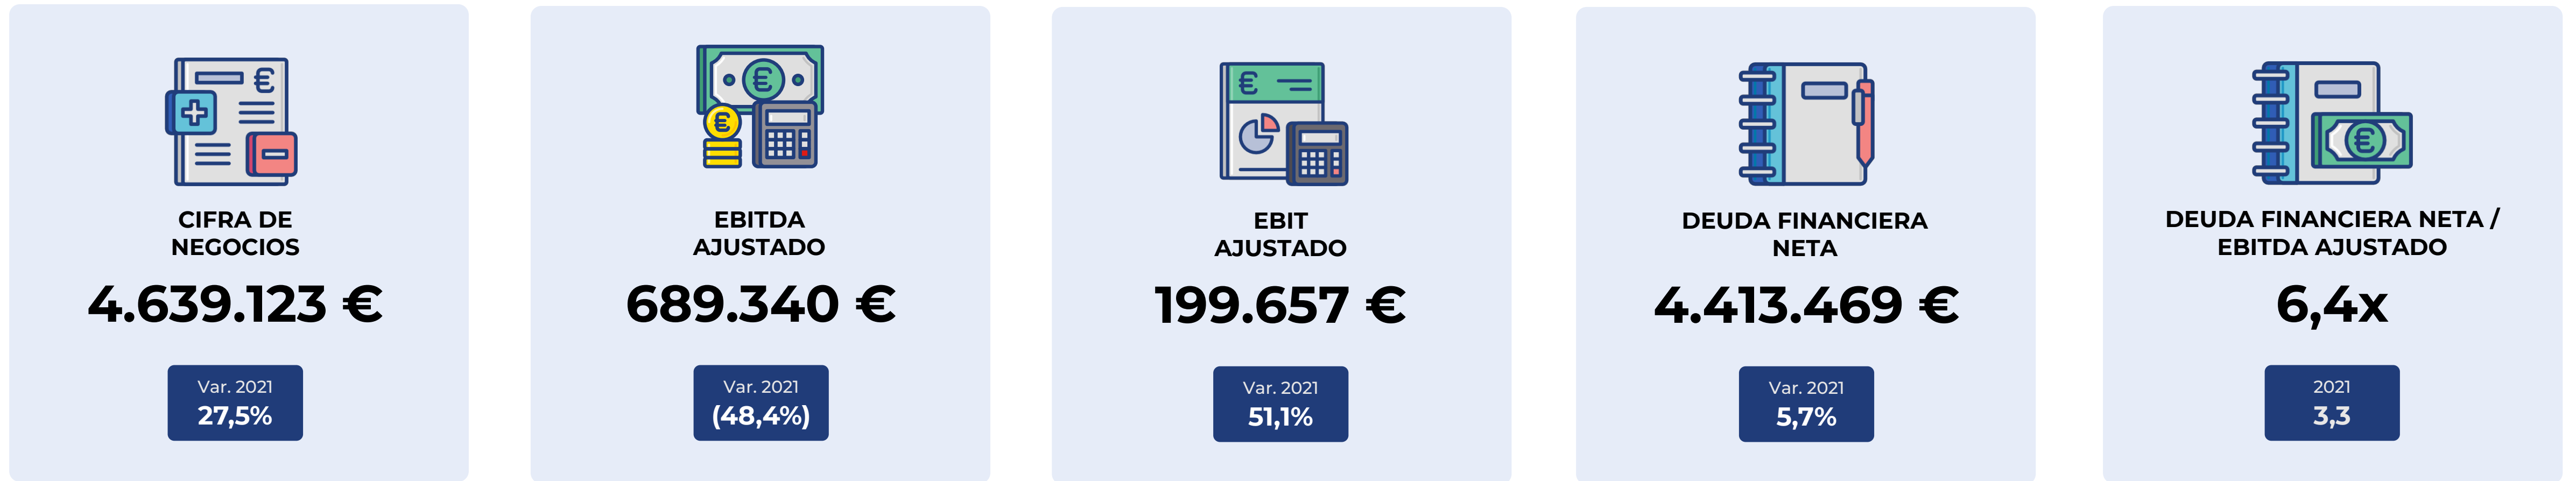 CIFRA DE
NEGOCIOS
4.639.123 €
Var. 2021
27,5%
EBITDA
AJUSTADO
689.340 €
Var. 2021
(48,4%)
EBIT
AJUSTADO
199.657 €
Var. 2021
51,1%
DEUDA FINANCIERA
NETA
4.413.469 €
Var. 2021
5,7%
DEUDA FINANCIERA NETA /
EBITDA AJUSTADO
6,4x
2021
3,3